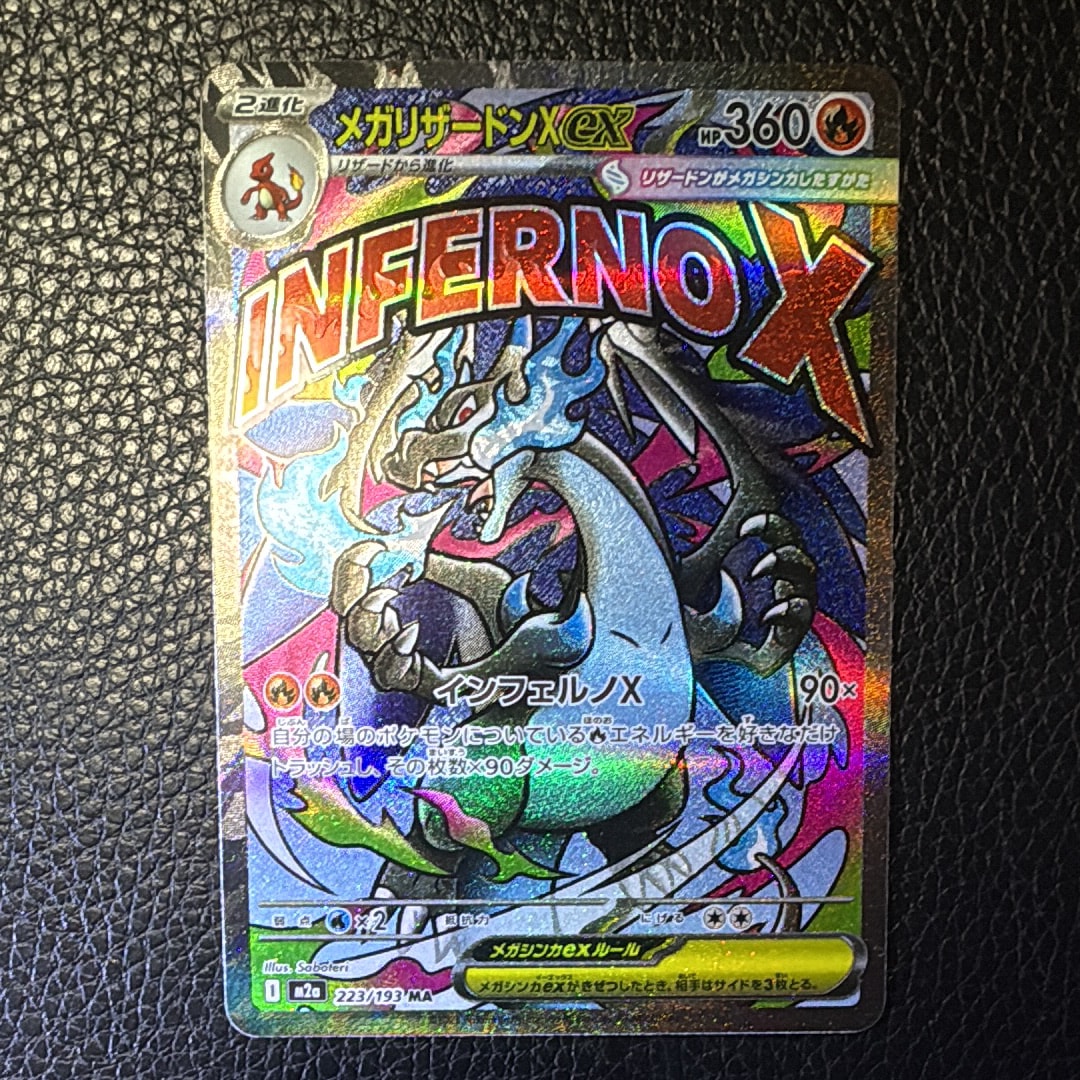 2進化
メガリザードンXex
HP360
リザードから進化
リザードンがメガシンカしたすがた
INFERNO X
インフェルノX 90×
自分の場のポケモンについているエネルギーを好きなだけ
トラッシュし、その枚数×90ダメージ。
弱点 ×2 抵抗力 にげる
メガシンカexルール
メガシンカexがきぜつしたとき、相手はサイドを3枚とる。
Illus. Saboteri
I m2a 223/193 MA